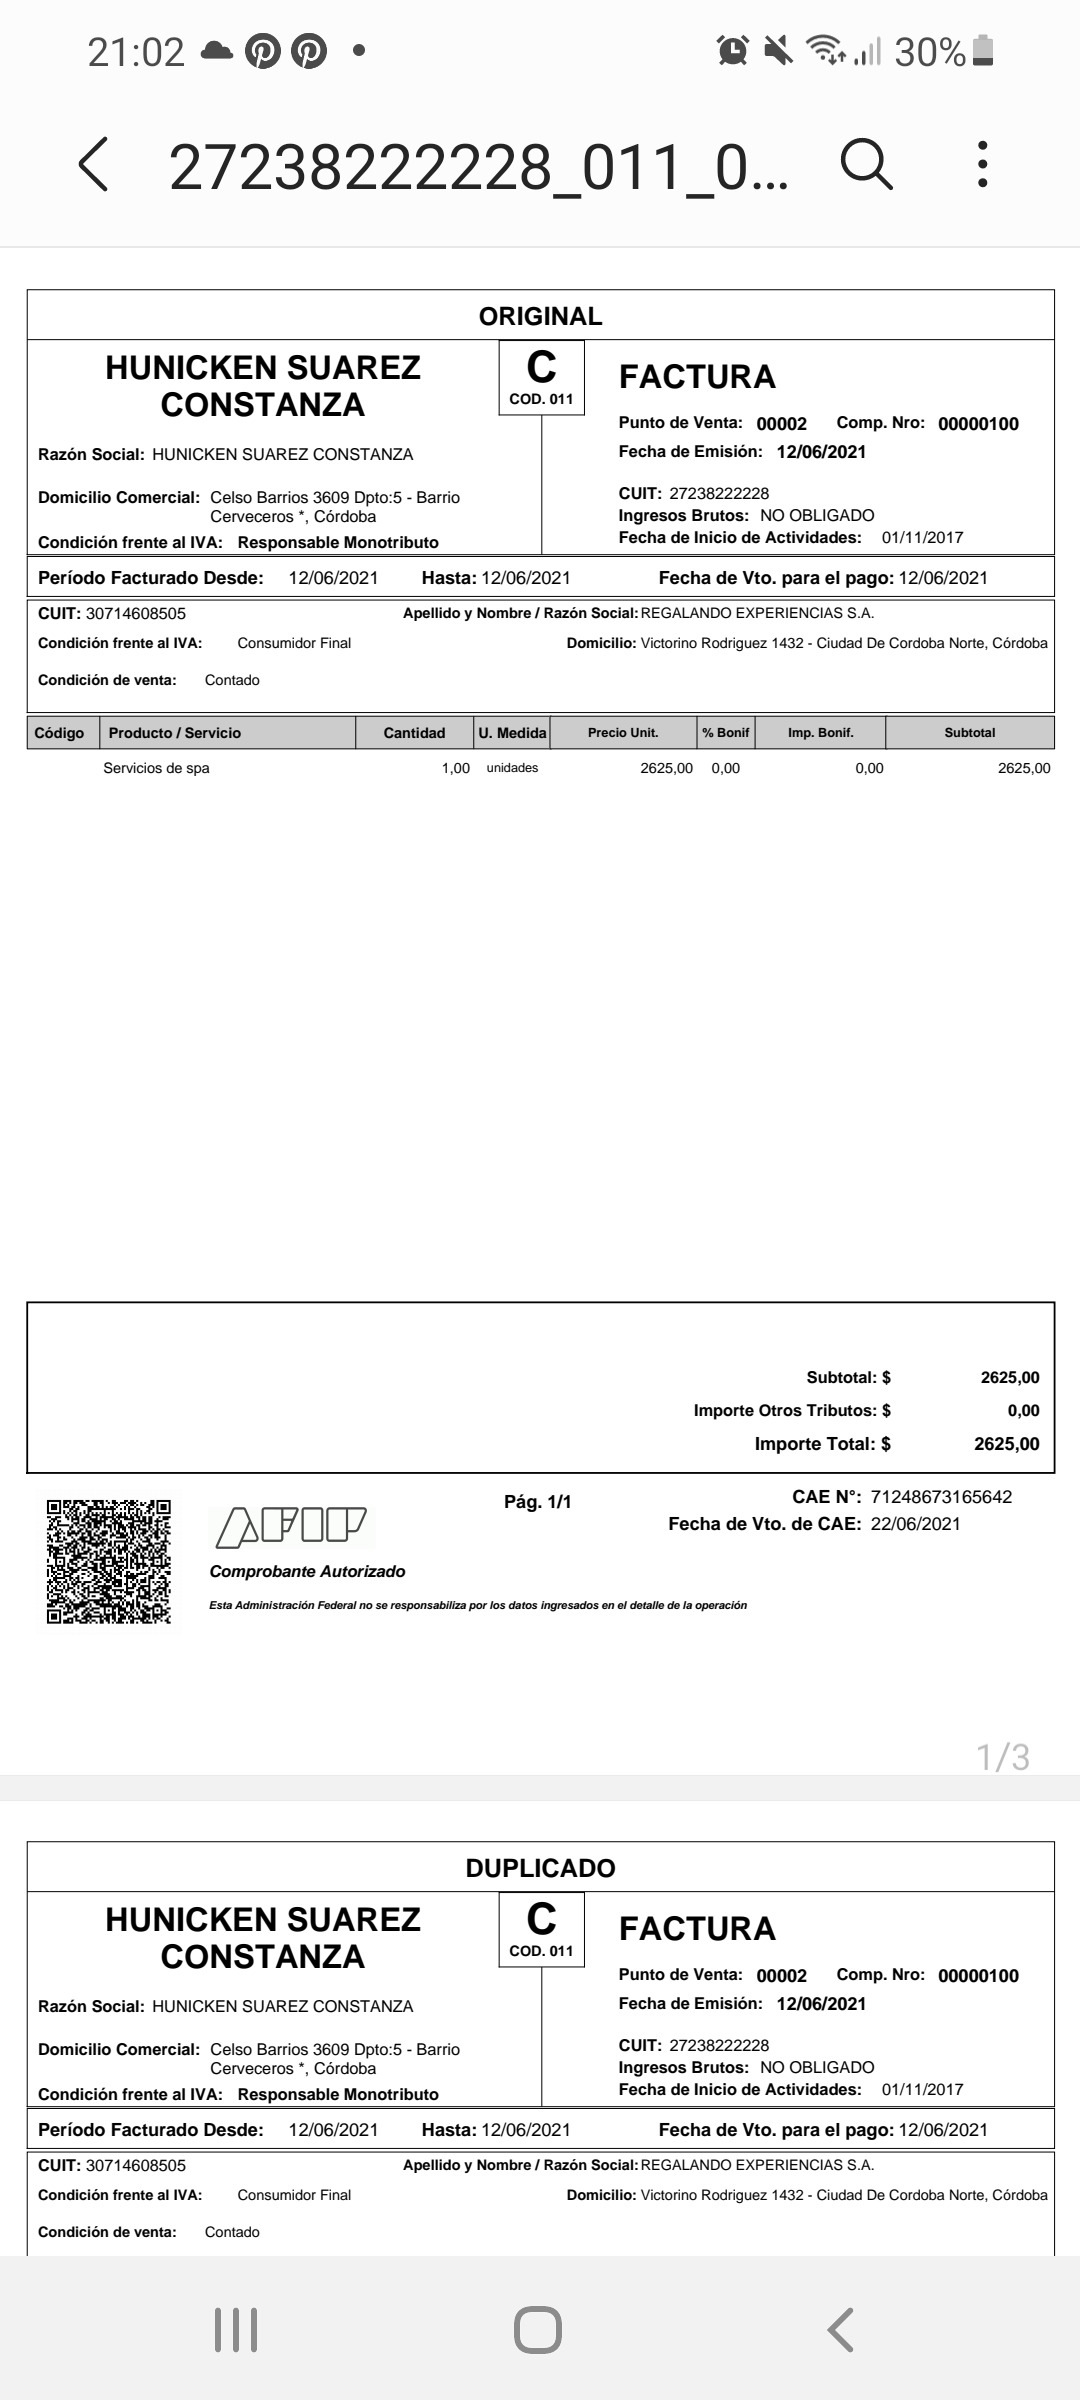 21:02
30%
27238222228_011_0...
ORIGINAL
HUNICKEN SUAREZ
CONSTANZA
C
COD. 011
FACTURA
Punto de Venta: 00002 Comp. Nro: 00000100
Fecha de Emisión: 12/06/2021
Razón Social: HUNICKEN SUAREZ CONSTANZA
Domicilio Comercial: Celso Barrios 3609 Dpto:5 - Barrio
Cerveceros *, Córdoba
Condición frente al IVA: Responsable Monotributo
CUIT: 27238222228
Ingresos Brutos: NO OBLIGADO
Fecha de Inicio de Actividades: 01/11/2017
Período Facturado Desde: 12/06/2021 Hasta: 12/06/2021 Fecha de Vto. para el pago: 12/06/2021
CUIT: 30714608505 Apellido y Nombre / Razón Social: REGALANDO EXPERIENCIAS S.A.
Condición frente al IVA: Consumidor Final Domicilio: Victorino Rodriguez 1432 - Ciudad De Cordoba Norte, Córdoba
Condición de venta: Contado
Código Producto / Servicio Cantidad U. Medida Precio Unit. % Bonif Imp. Bonif. Subtotal
Servicios de spa 1,00 unidades 2625,00 0,00 0,00 2625,00
Subtotal: $ 2625,00
Importe Otros Tributos: $ 0,00
Importe Total: $ 2625,00
AFIP
Comprobante Autorizado
Esta Administración Federal no se responsabiliza por los datos ingresados en el detalle de la operación
Pág. 1/1
CAE N°: 71248673165642
Fecha de Vto. de CAE: 22/06/2021
1/3
DUPLICADO
HUNICKEN SUAREZ
CONSTANZA
C
COD. 011
FACTURA
Punto de Venta: 00002 Comp. Nro: 00000100
Fecha de Emisión: 12/06/2021
Razón Social: HUNICKEN SUAREZ CONSTANZA
Domicilio Comercial: Celso Barrios 3609 Dpto:5 - Barrio
Cerveceros *, Córdoba
Condición frente al IVA: Responsable Monotributo
CUIT: 27238222228
Ingresos Brutos: NO OBLIGADO
Fecha de Inicio de Actividades: 01/11/2017
Período Facturado Desde: 12/06/2021 Hasta: 12/06/2021 Fecha de Vto. para el pago: 12/06/2021
CUIT: 30714608505 Apellido y Nombre / Razón Social: REGALANDO EXPERIENCIAS S.A.
Condición frente al IVA: Consumidor Final Domicilio: Victorino Rodriguez 1432 - Ciudad De Cordoba Norte, Córdoba
Condición de venta: Contado